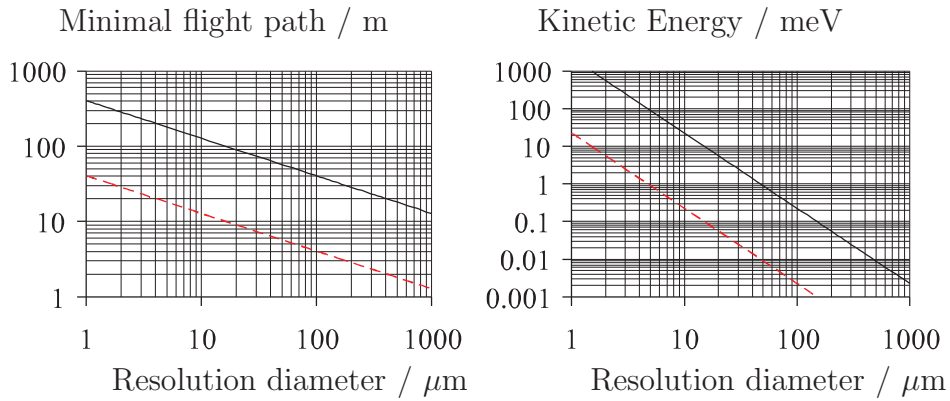 Minimal flight path / m
1000
100
10
1
1 10 100 1000
Resolution diameter / μm
Kinetic Energy / meV
1000
100
10
1
0.1
0.01
0.001
1 10 100 1000
Resolution diameter / μm